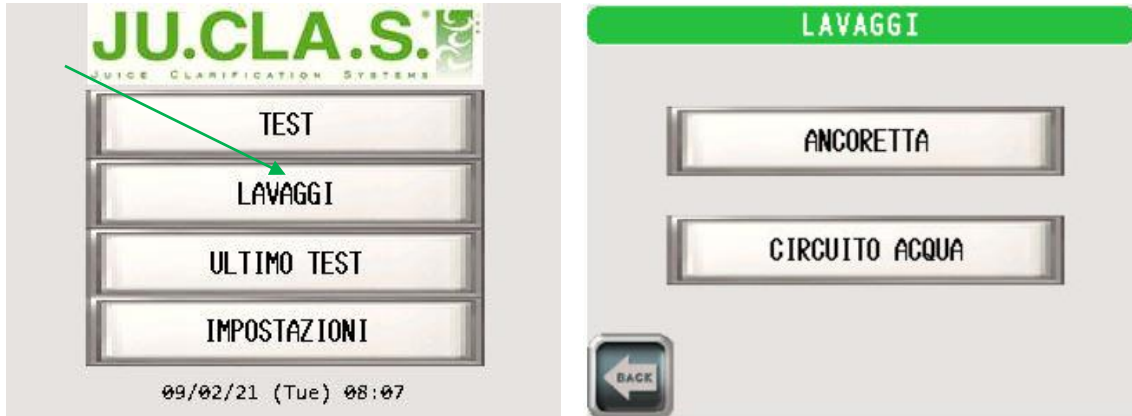 JU.CLA.S.
JUICE CLARIFICATION SYSTEMS
TEST
LAVAGGI
ULTIMO TEST
IMPOSTAZIONI
09/02/21 (Tue) 08:07
LAVAGGI
ANCORETTA
CIRCUITO ACQUA
BACK